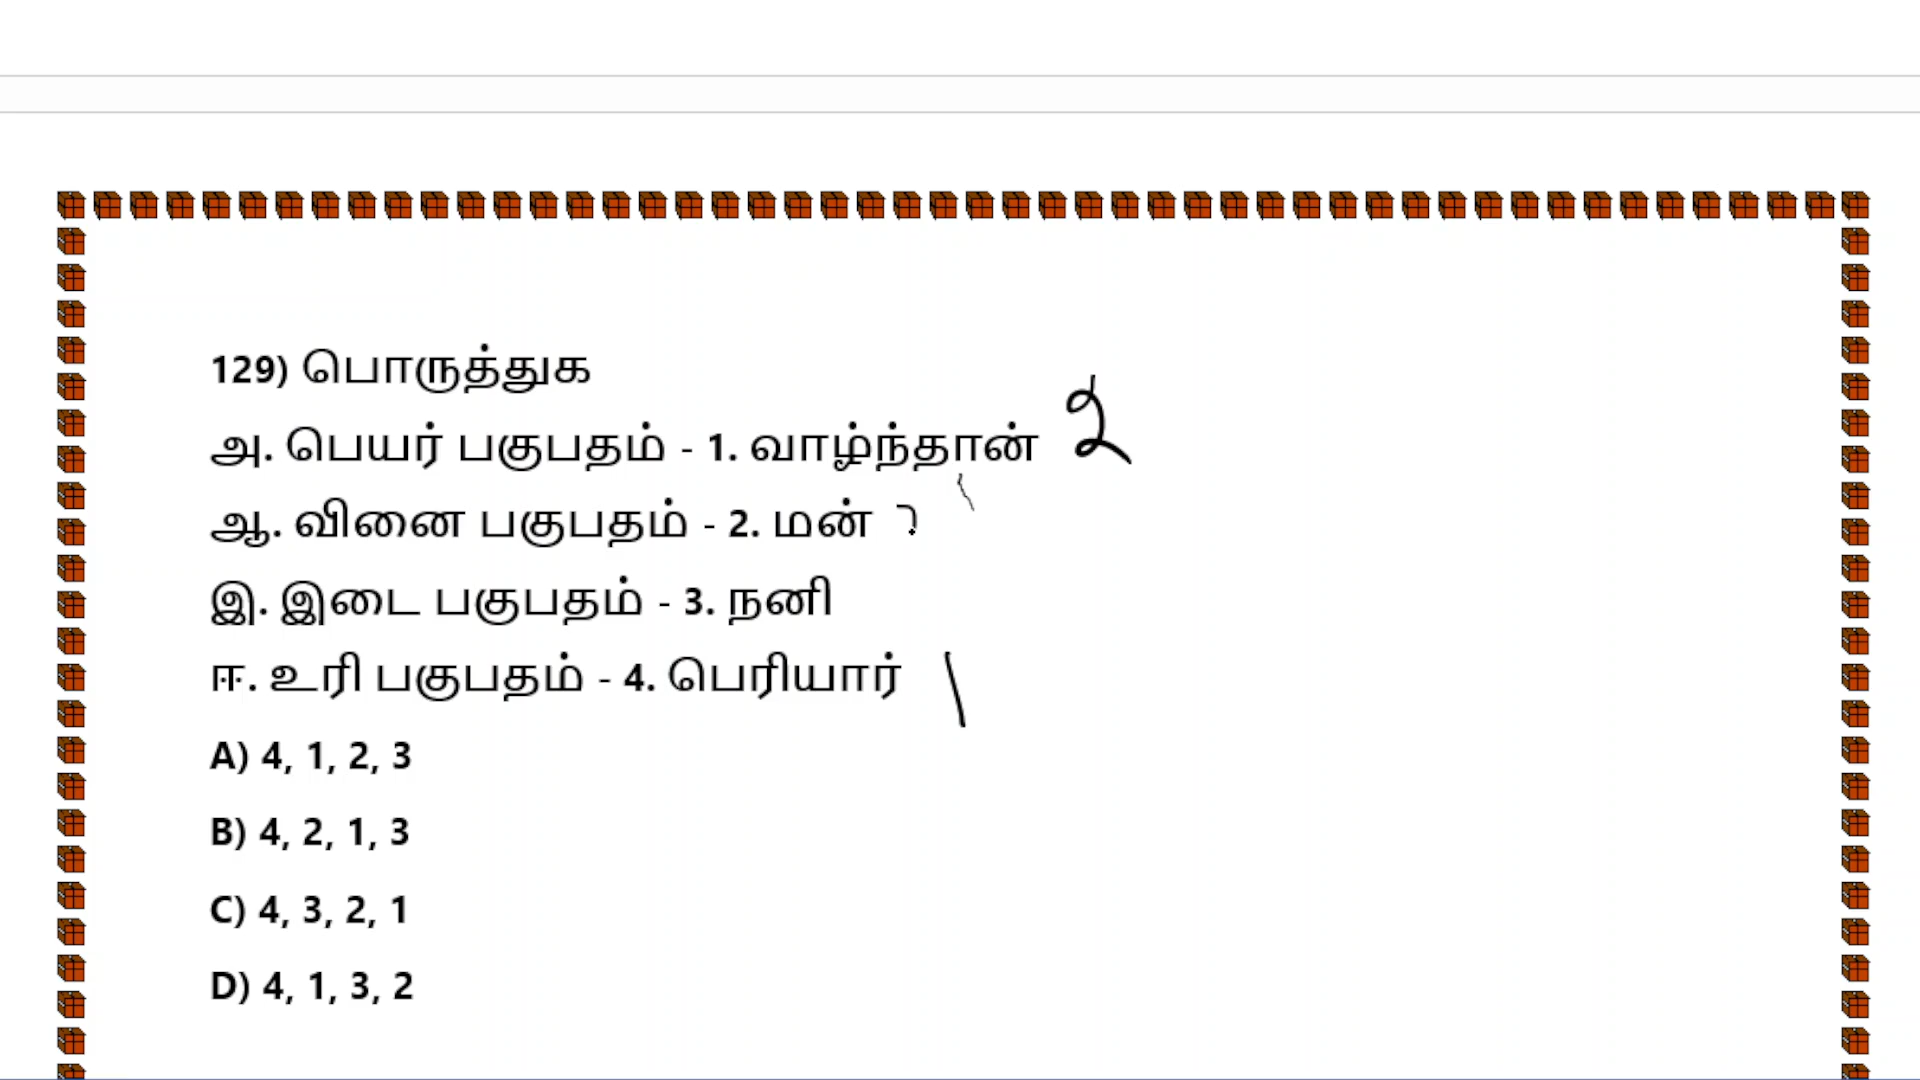 129) பொருத்துக
அ. பெயர் பகுபதம் - 1. வாழ்ந்தான் 2
ஆ. வினை பகுபதம் - 2. மன்
இ. இடை பகுபதம் - 3. நனி
ஈ. உரி பகுபதம் - 4. பெரியார்
A) 4, 1, 2, 3
B) 4, 2, 1, 3
C) 4, 3, 2, 1
D) 4, 1, 3, 2